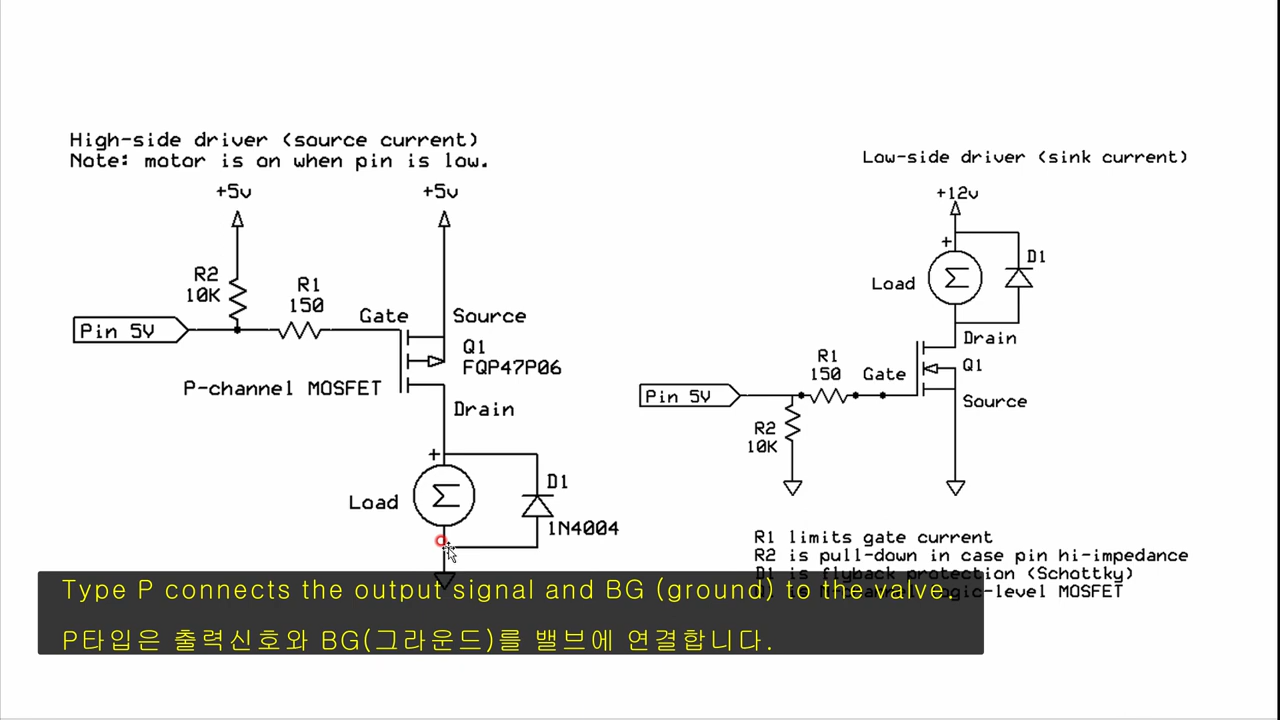 High-side driver (source current)
Note: motor is on when pin is low.
+5v
+5v
R2
10K
R1
150
Gate
Source
Pin 5V
Q1
FQP47P06
P-channel MOSFET
Drain
+
Load
Σ
D1
1N4004
Low-side driver (sink current)
+12v
+
D1
Load
Σ
Drain
R1
150
Gate
Q1
Pin 5V
Source
R2
10K
R1 limits gate current
R2 is pull-down in case pin hi-impedance
D1 is flyback protection (Schottky)
logic-level MOSFET
Type P connects the output signal and BG (ground) to the valve.
P타입은 출력신호와 BG(그라운드)를 밸브에 연결합니다.